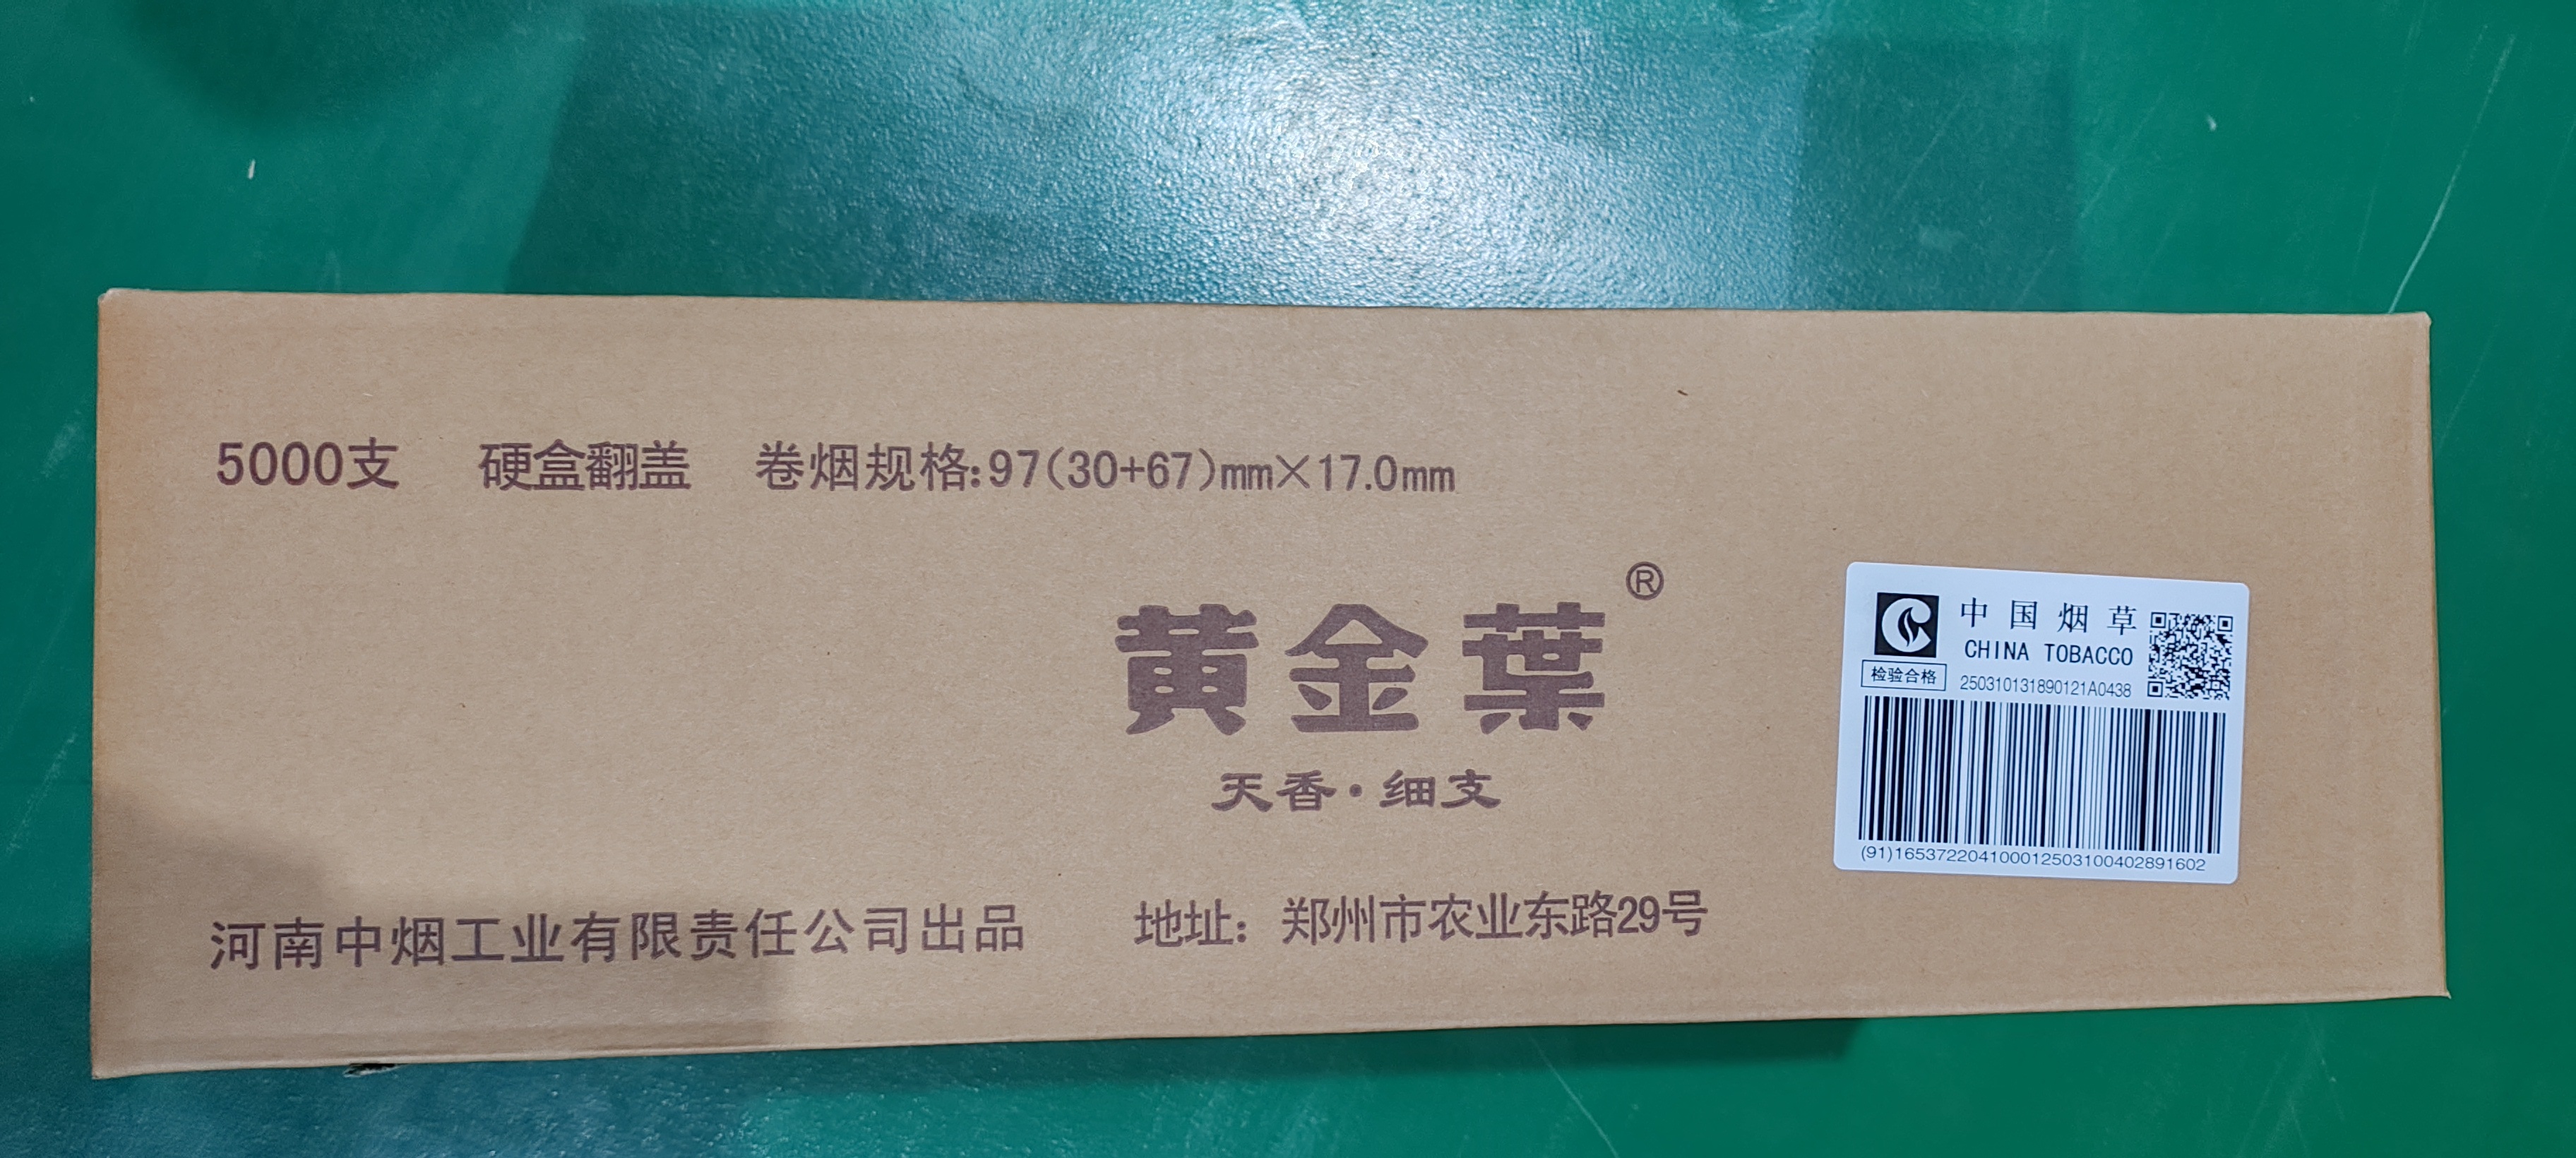 5000支 硬盒翻盖 卷烟规格:97(30+67)mm×17.0mm
黄金葉®
天香·细支
河南中烟工业有限责任公司出品 地址：郑州市农业东路29号
中国烟草
CHINA TOBACCO
检验合格 250310131890121A0438
(91)16537220410001250310040289​1602